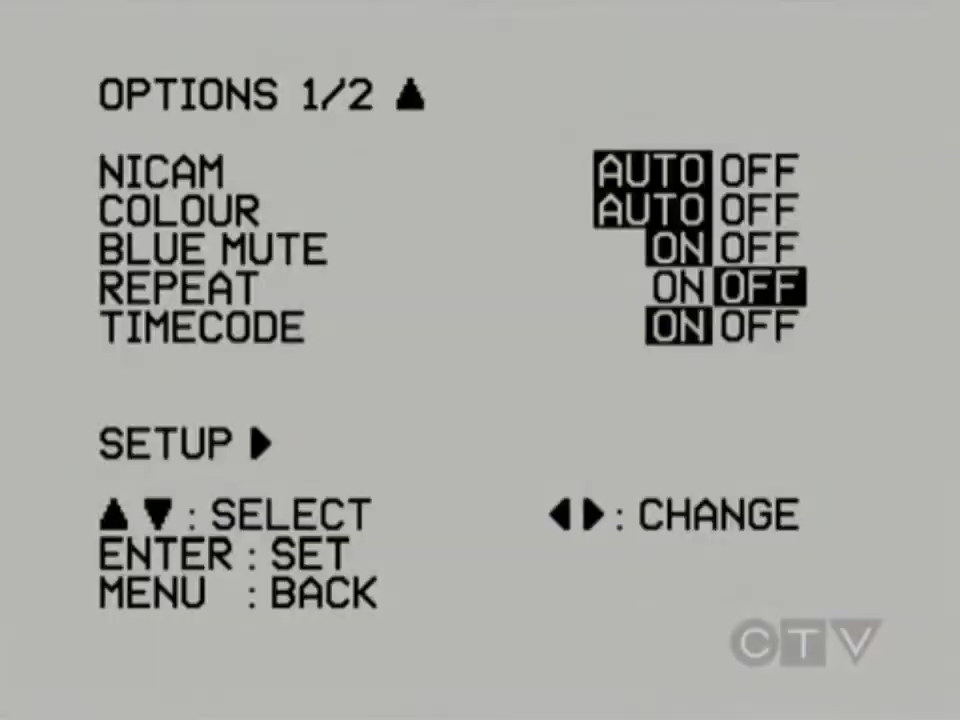 OPTIONS 1/2 ▲
NICAM AUTO OFF
COLOUR AUTO OFF
BLUE MUTE ON OFF
REPEAT ON OFF
TIMECODE ON OFF
SETUP ▶
▲ ▼ : SELECT ◀ ▶ : CHANGE
ENTER : SET
MENU : BACK
CTV